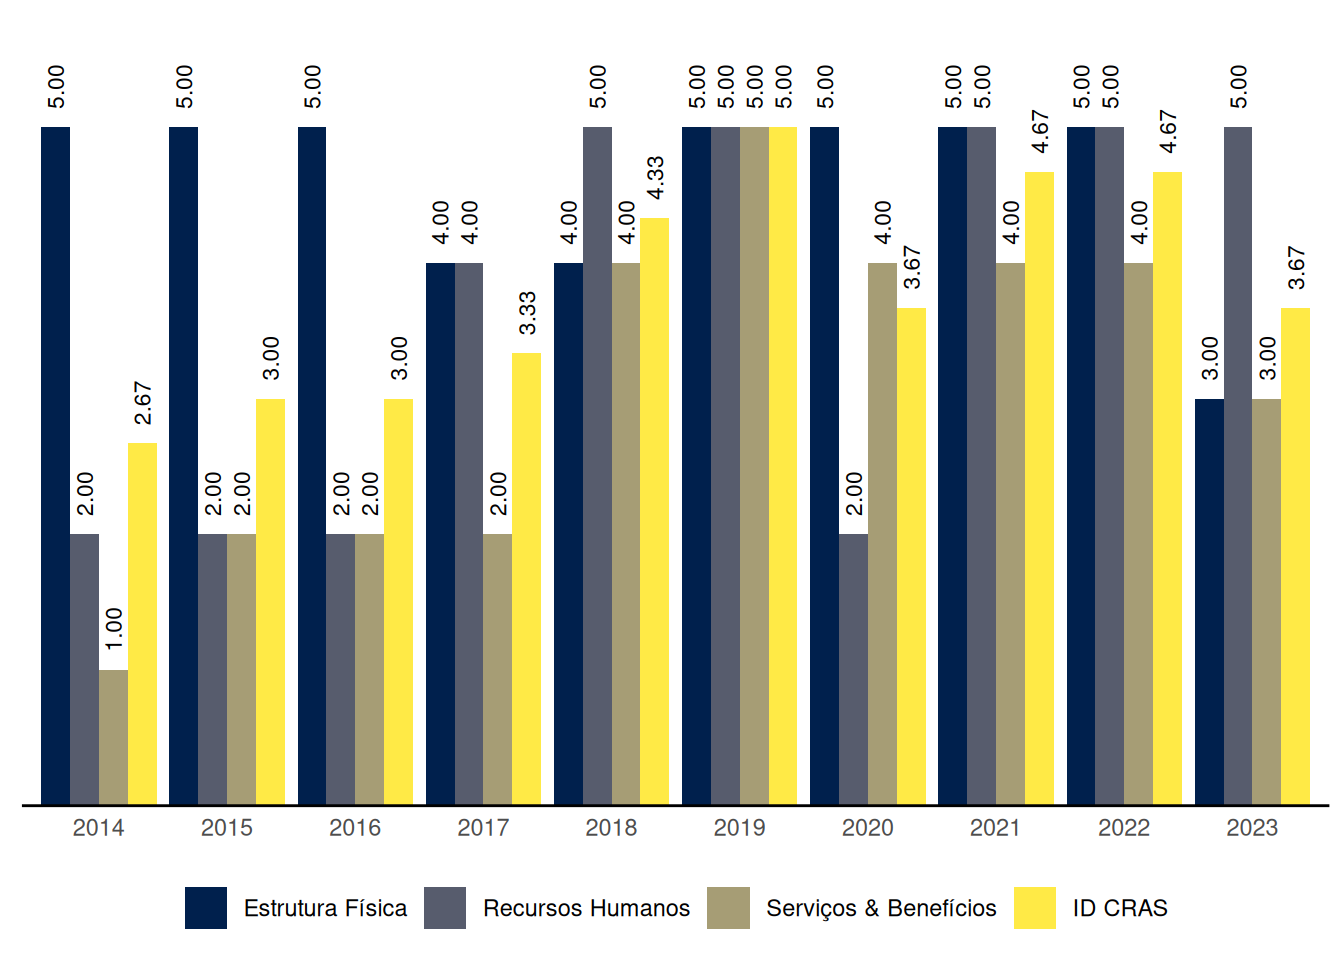 5.00 2.00 1.00 2.67 5.00 2.00 2.00 3.00 5.00 2.00 2.00 3.00 4.00 4.00 2.00 3.33 4.00 5.00 4.00 4.33 5.00 5.00 5.00 5.00 5.00 2.00 4.00 3.67 5.00 5.00 4.00 4.67 5.00 5.00 4.00 4.67 3.00 5.00 3.00 3.67
2014 2015 2016 2017 2018 2019 2020 2021 2022 2023
Estrutura Física Recursos Humanos Serviços & Benefícios ID CRAS